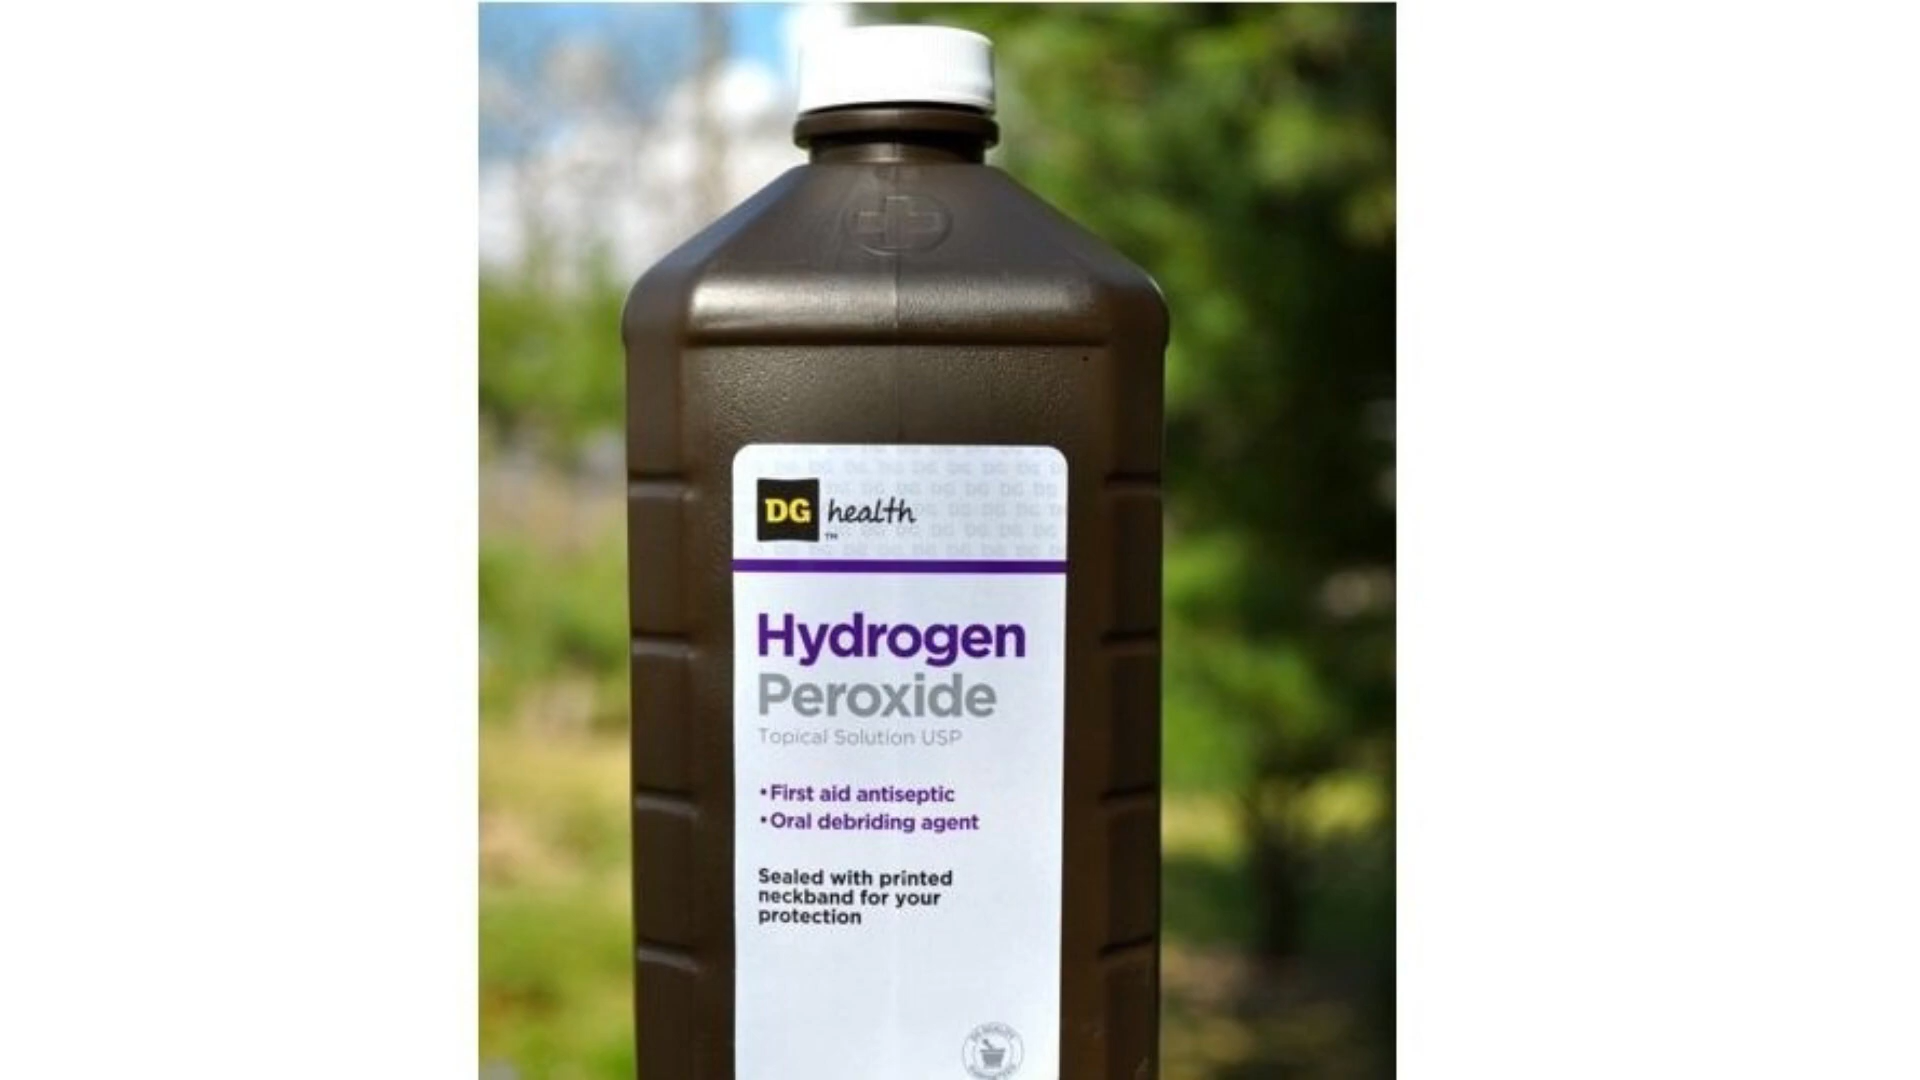 DG health
TM
Hydrogen
Peroxide
Topical Solution USP
•First aid antiseptic
•Oral debriding agent
Sealed with printed
neckband for your
protection